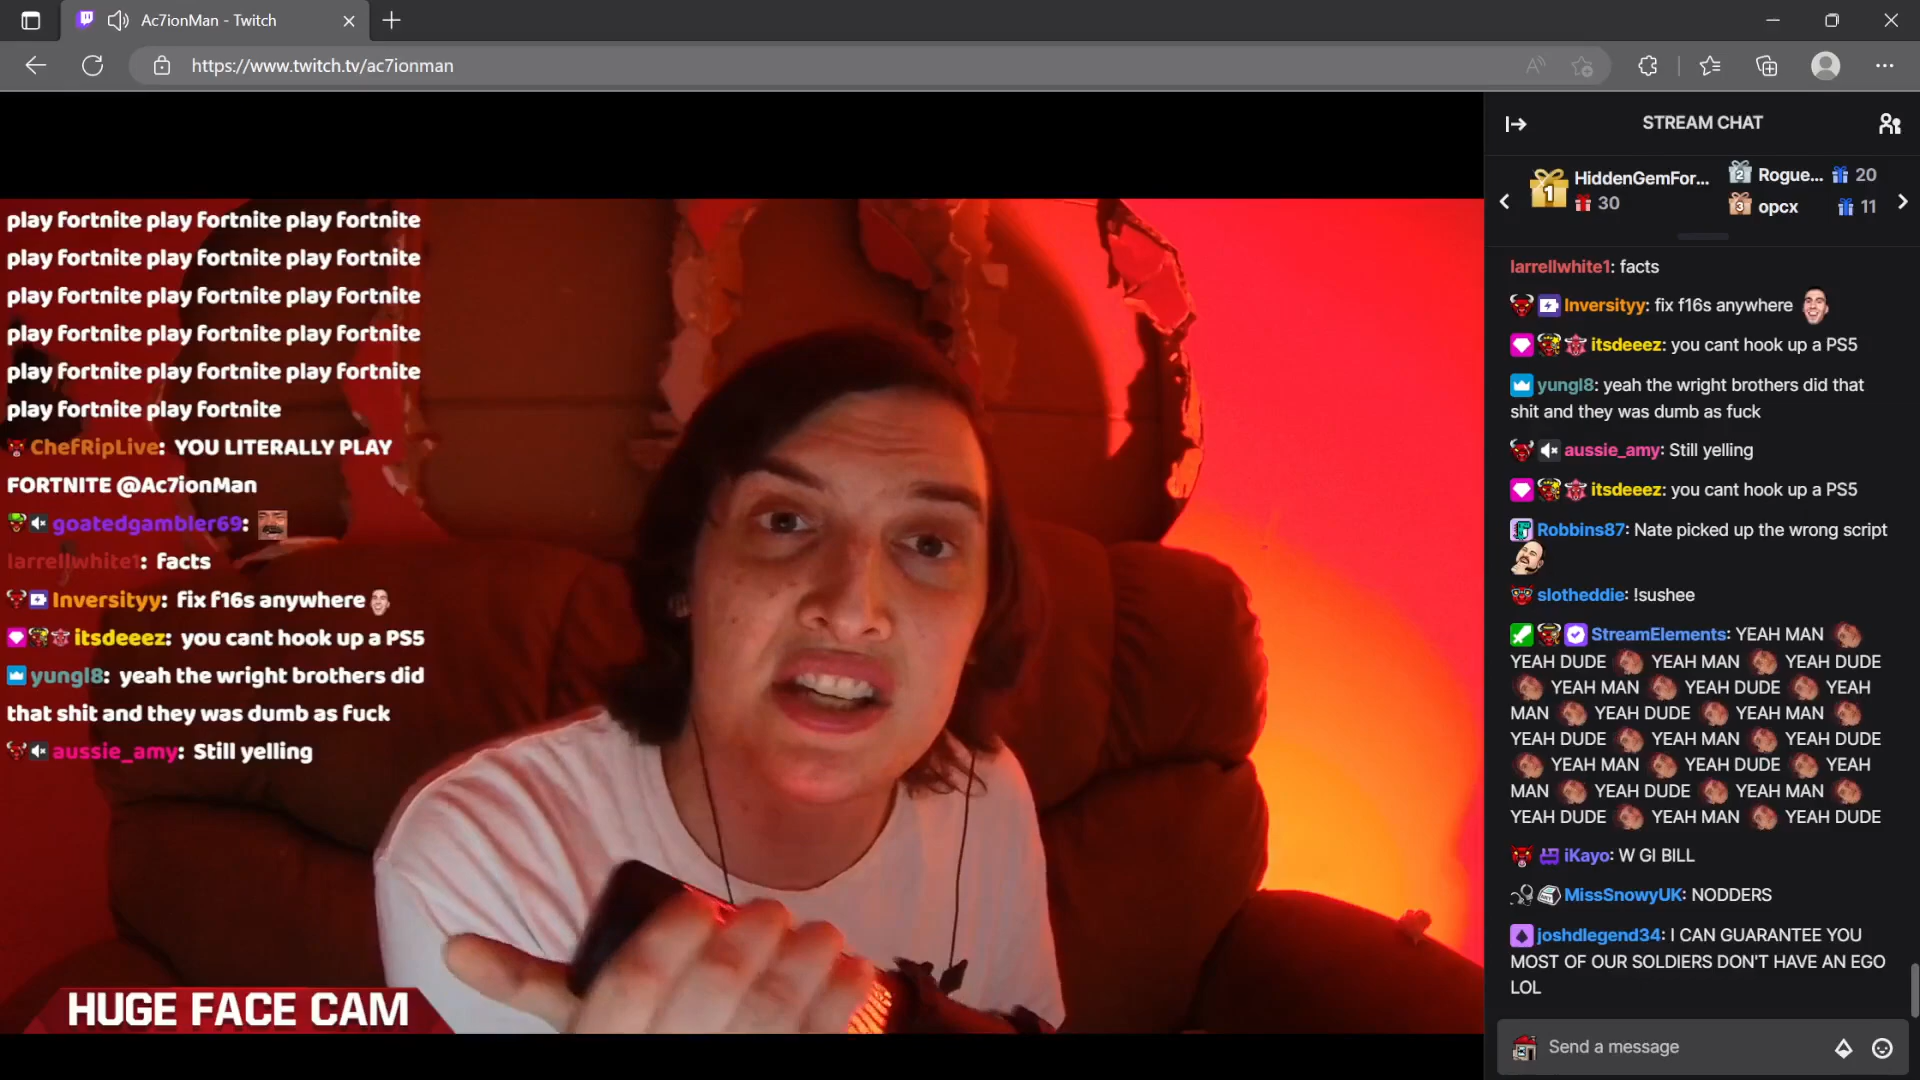 Ac7ionMan - Twitch
https://www.twitch.tv/ac7ionman
play fortnite play fortnite play fortnite
play fortnite play fortnite play fortnite
play fortnite play fortnite play fortnite
play fortnite play fortnite play fortnite
play fortnite play fortnite play fortnite
play fortnite play fortnite
ChefRipLive: YOU LITERALLY PLAY
FORTNITE @Ac7ionMan
goatedgambler69:
larrellwhite1: facts
Inversityy: fix f16s anywhere
itsdeeez: you cant hook up a PS5
yungl8: yeah the wright brothers did
that shit and they was dumb as fuck
aussie_amy: Still yelling
HUGE FACE CAM
STREAM CHAT
1 HiddenGemFor...
30
2 Rogue... 20
3 opcx 11
larrellwhite1: facts
Inversityy: fix f16s anywhere
itsdeeez: you cant hook up a PS5
yungl8: yeah the wright brothers did that
shit and they was dumb as fuck
aussie_amy: Still yelling
itsdeeez: you cant hook up a PS5
Robbins87: Nate picked up the wrong script
slotheddie: !sushee
StreamElements: YEAH MAN
YEAH DUDE YEAH MAN YEAH DUDE
YEAH MAN YEAH DUDE YEAH
MAN YEAH DUDE YEAH MAN
YEAH DUDE YEAH MAN YEAH DUDE
YEAH MAN YEAH DUDE YEAH
MAN YEAH DUDE YEAH MAN
YEAH DUDE YEAH MAN YEAH DUDE
iKayo: W GI BILL
MissSnowyUK: NODDERS
joshdlegend34: I CAN GUARANTEE YOU
MOST OF OUR SOLDIERS DON'T HAVE AN EGO
LOL
Send a message